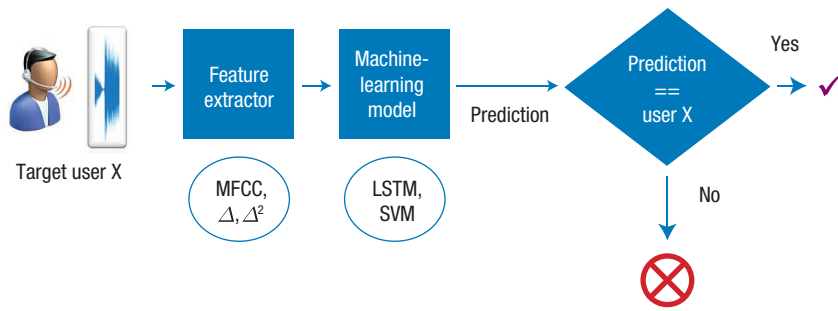 Target user X
Feature
extractor
MFCC,
Δ, Δ²
Machine-
learning
model
LSTM,
SVM
Prediction
Prediction
==
user X
Yes
No